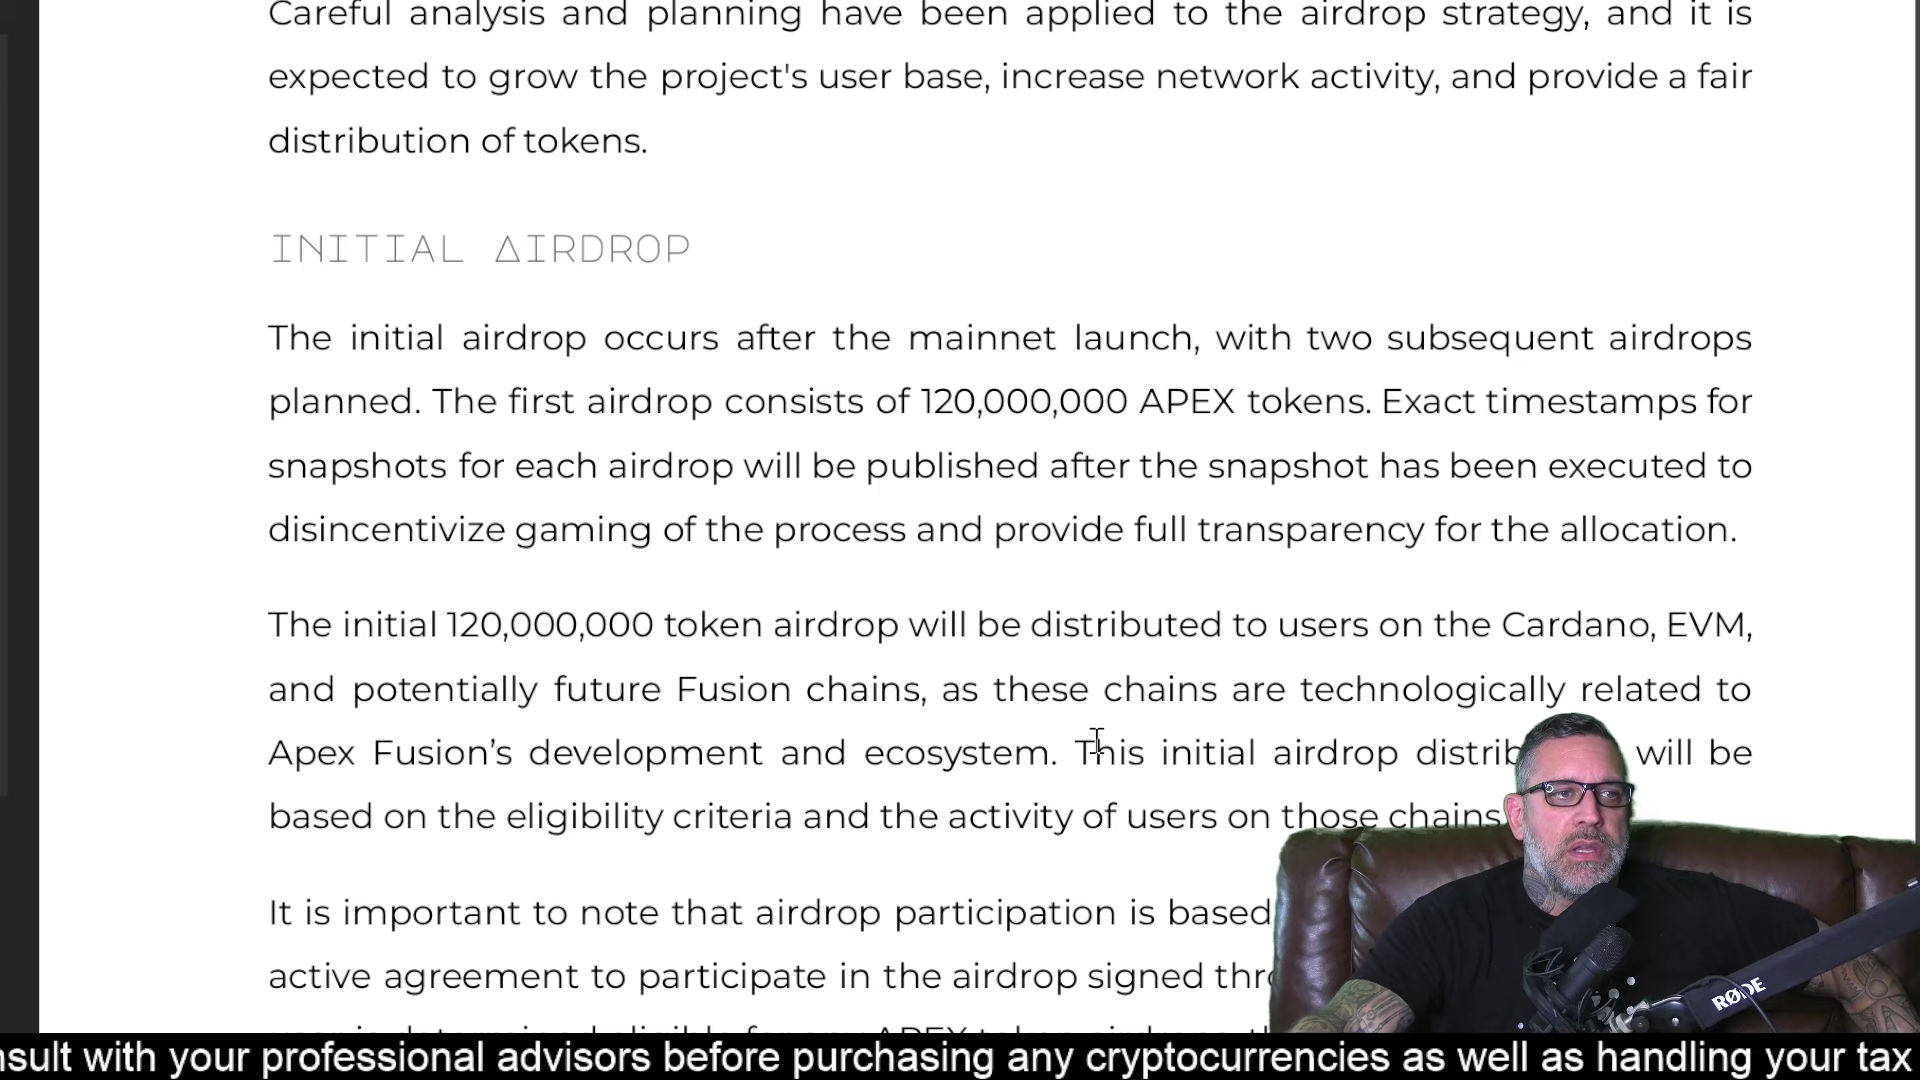 Careful analysis and planning have been applied to the airdrop strategy, and it is
expected to grow the project's user base, increase network activity, and provide a fair
distribution of tokens.
INITIAL AIRDROP
The initial airdrop occurs after the mainnet launch, with two subsequent airdrops
planned. The first airdrop consists of 120,000,000 APEX tokens. Exact timestamps for
snapshots for each airdrop will be published after the snapshot has been executed to
disincentivize gaming of the process and provide full transparency for the allocation.
The initial 120,000,000 token airdrop will be distributed to users on the Cardano, EVM,
and potentially future Fusion chains, as these chains are technologically related to
Apex Fusion’s development and ecosystem. This initial airdrop will be
based on the eligibility criteria and the activity of users on those chains
It is important to note that airdrop participation is based
active agreement to participate in the airdrop signed
RØDE
with your professional advisors before purchasing any cryptocurrencies as well as handling your tax